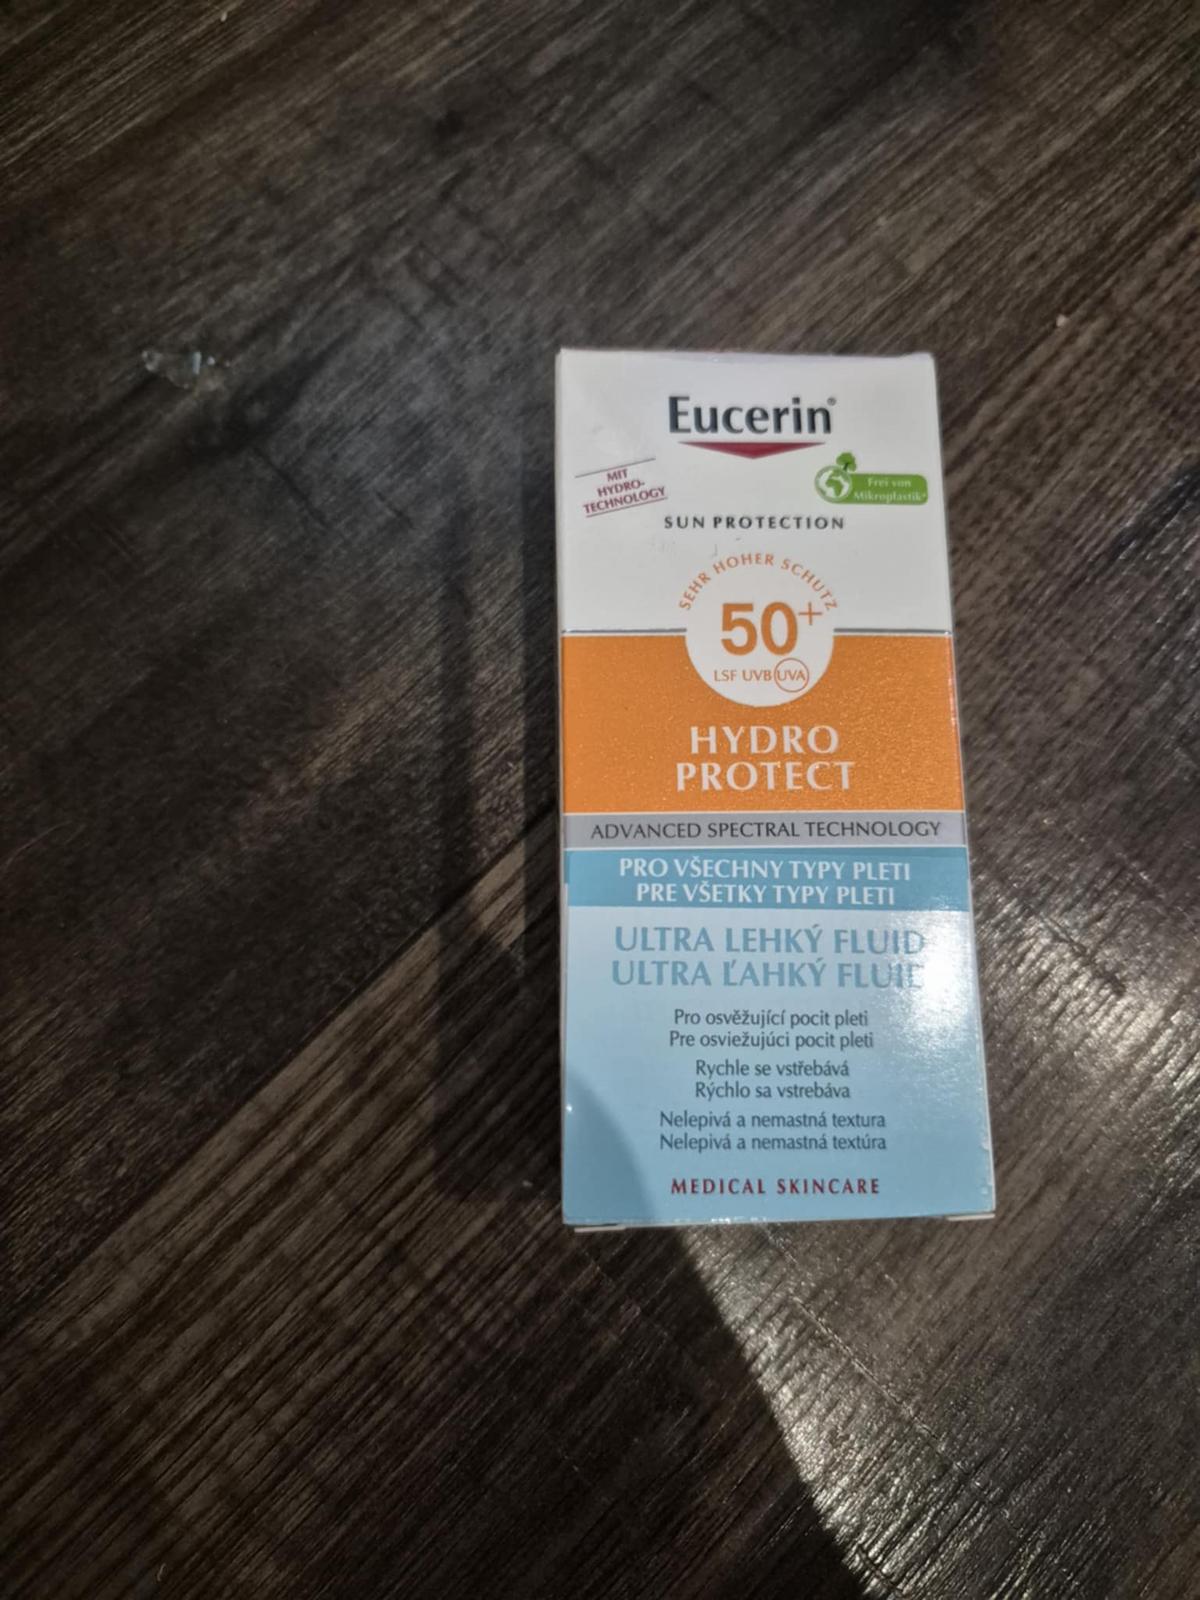 Eucerin®
MIT
HYDRO-
TECHNOLOGY
Frei von
Mikroplastik*
SUN PROTECTION
SEHR HOHER SCHUTZ
50+
LSF UVB UVA
HYDRO
PROTECT
ADVANCED SPECTRAL TECHNOLOGY
PRO VŠECHNY TYPY PLETI
PRE VŠETKY TYPY PLETI
ULTRA LEHKÝ FLUID
ULTRA ĽAHKÝ FLUID
Pro osvěžující pocit pleti
Pre osviežujúci pocit pleti
Rychle se vstřebává
Rýchlo sa vstrebáva
Nelepivá a nemastná textura
Nelepivá a nemastná textúra
MEDICAL SKINCARE